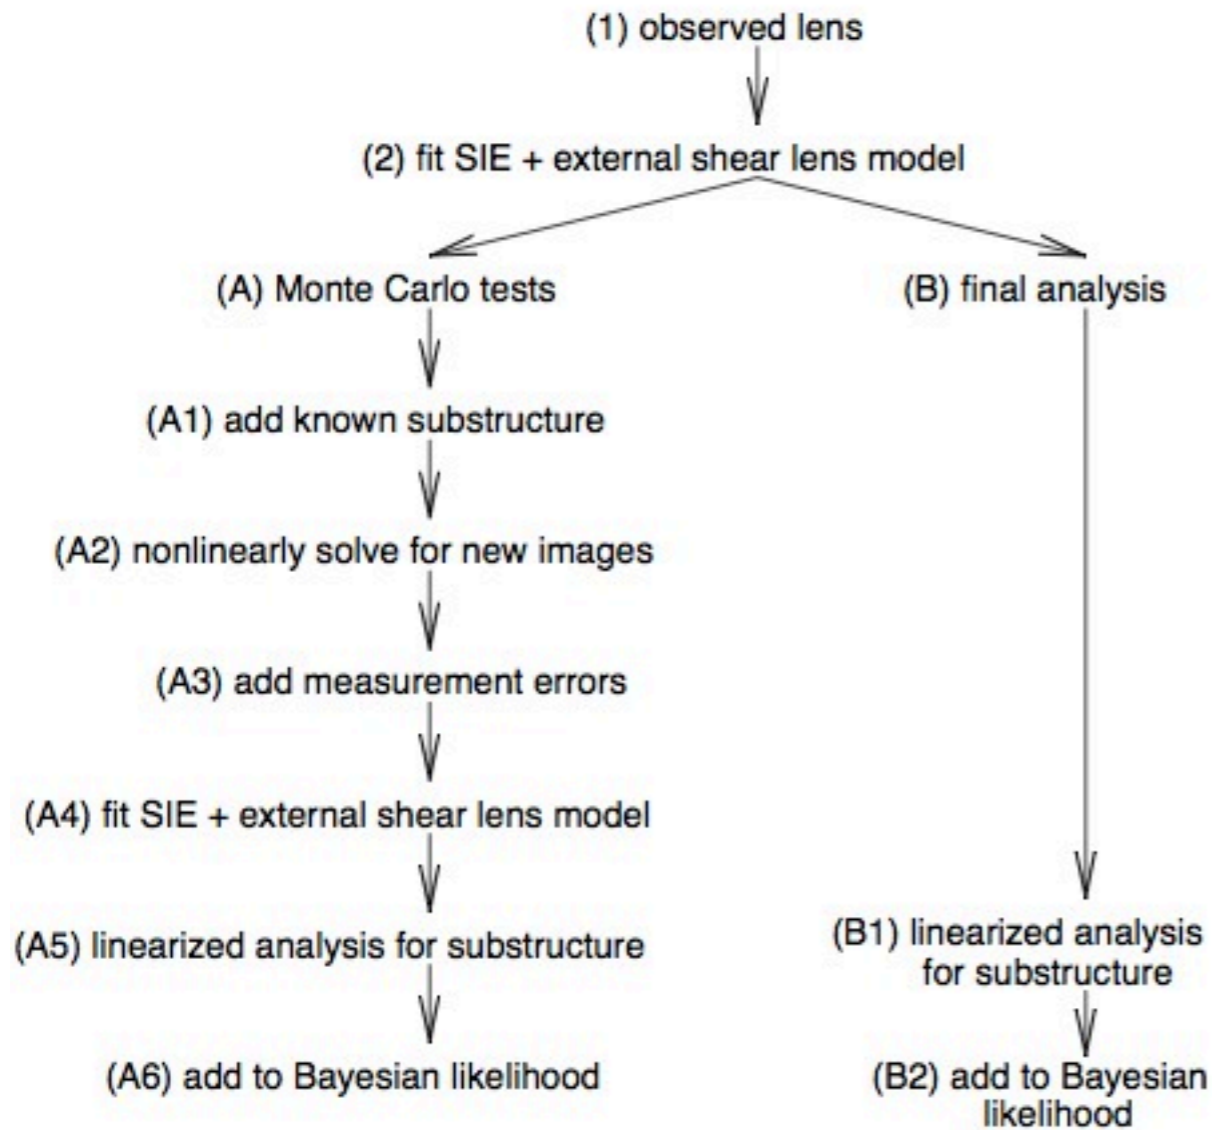 (1) observed lens
(2) fit SIE + external shear lens model
(A) Monte Carlo tests
(B) final analysis
(A1) add known substructure
(A2) nonlinearly solve for new images
(A3) add measurement errors
(A4) fit SIE + external shear lens model
(A5) linearized analysis for substructure
(A6) add to Bayesian likelihood
(B1) linearized analysis
for substructure
(B2) add to Bayesian
likelihood